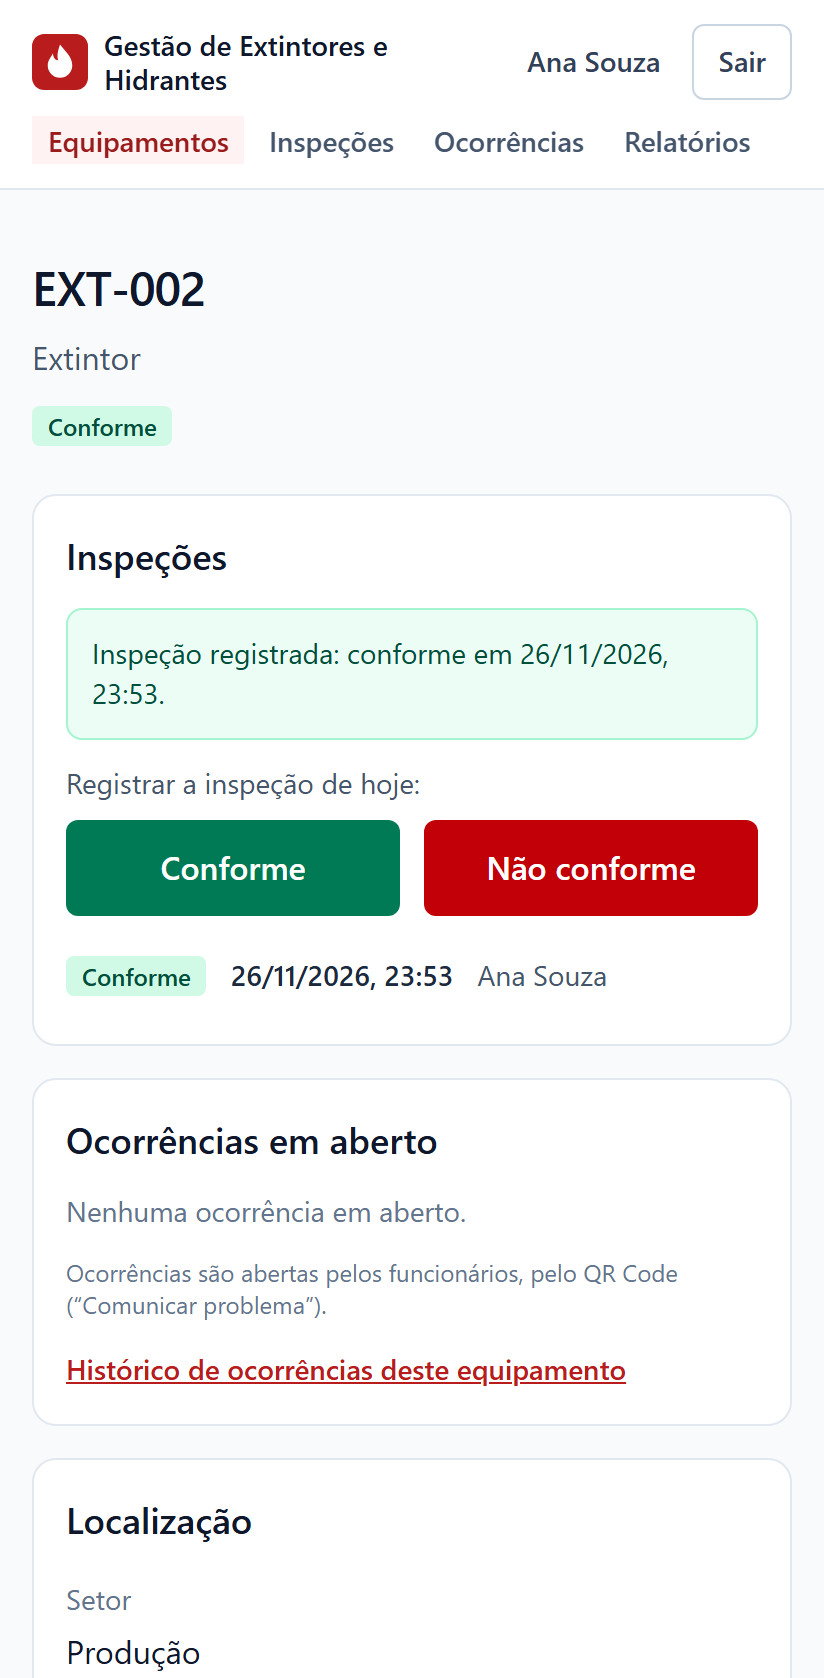 Gestão de Extintores e
Hidrantes
Ana Souza
Sair
Equipamentos
Inspeções
Ocorrências
Relatórios
EXT-002
Extintor
Conforme
Inspeções
Inspeção registrada: conforme em 26/11/2026,
23:53.
Registrar a inspeção de hoje:
Conforme
Não conforme
Conforme 26/11/2026, 23:53 Ana Souza
Ocorrências em aberto
Nenhuma ocorrência em aberto.
Ocorrências são abertas pelos funcionários, pelo QR Code
(“Comunicar problema”).
Histórico de ocorrências deste equipamento
Localização
Setor
Produção